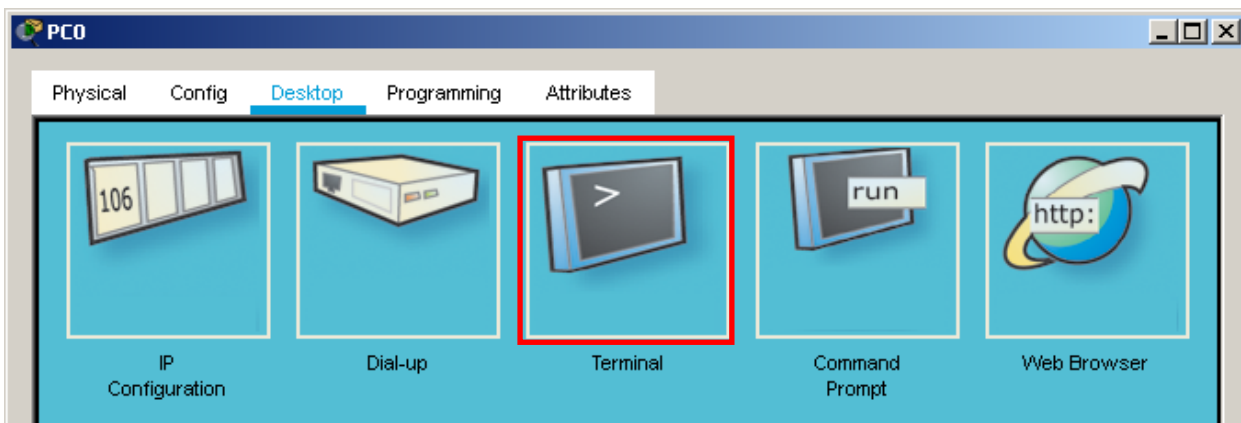 PC0
Physical Config Desktop Programming Attributes
106
>
run
http:
IP
Configuration
Dial-up
Terminal
Command
Prompt
Web Browser